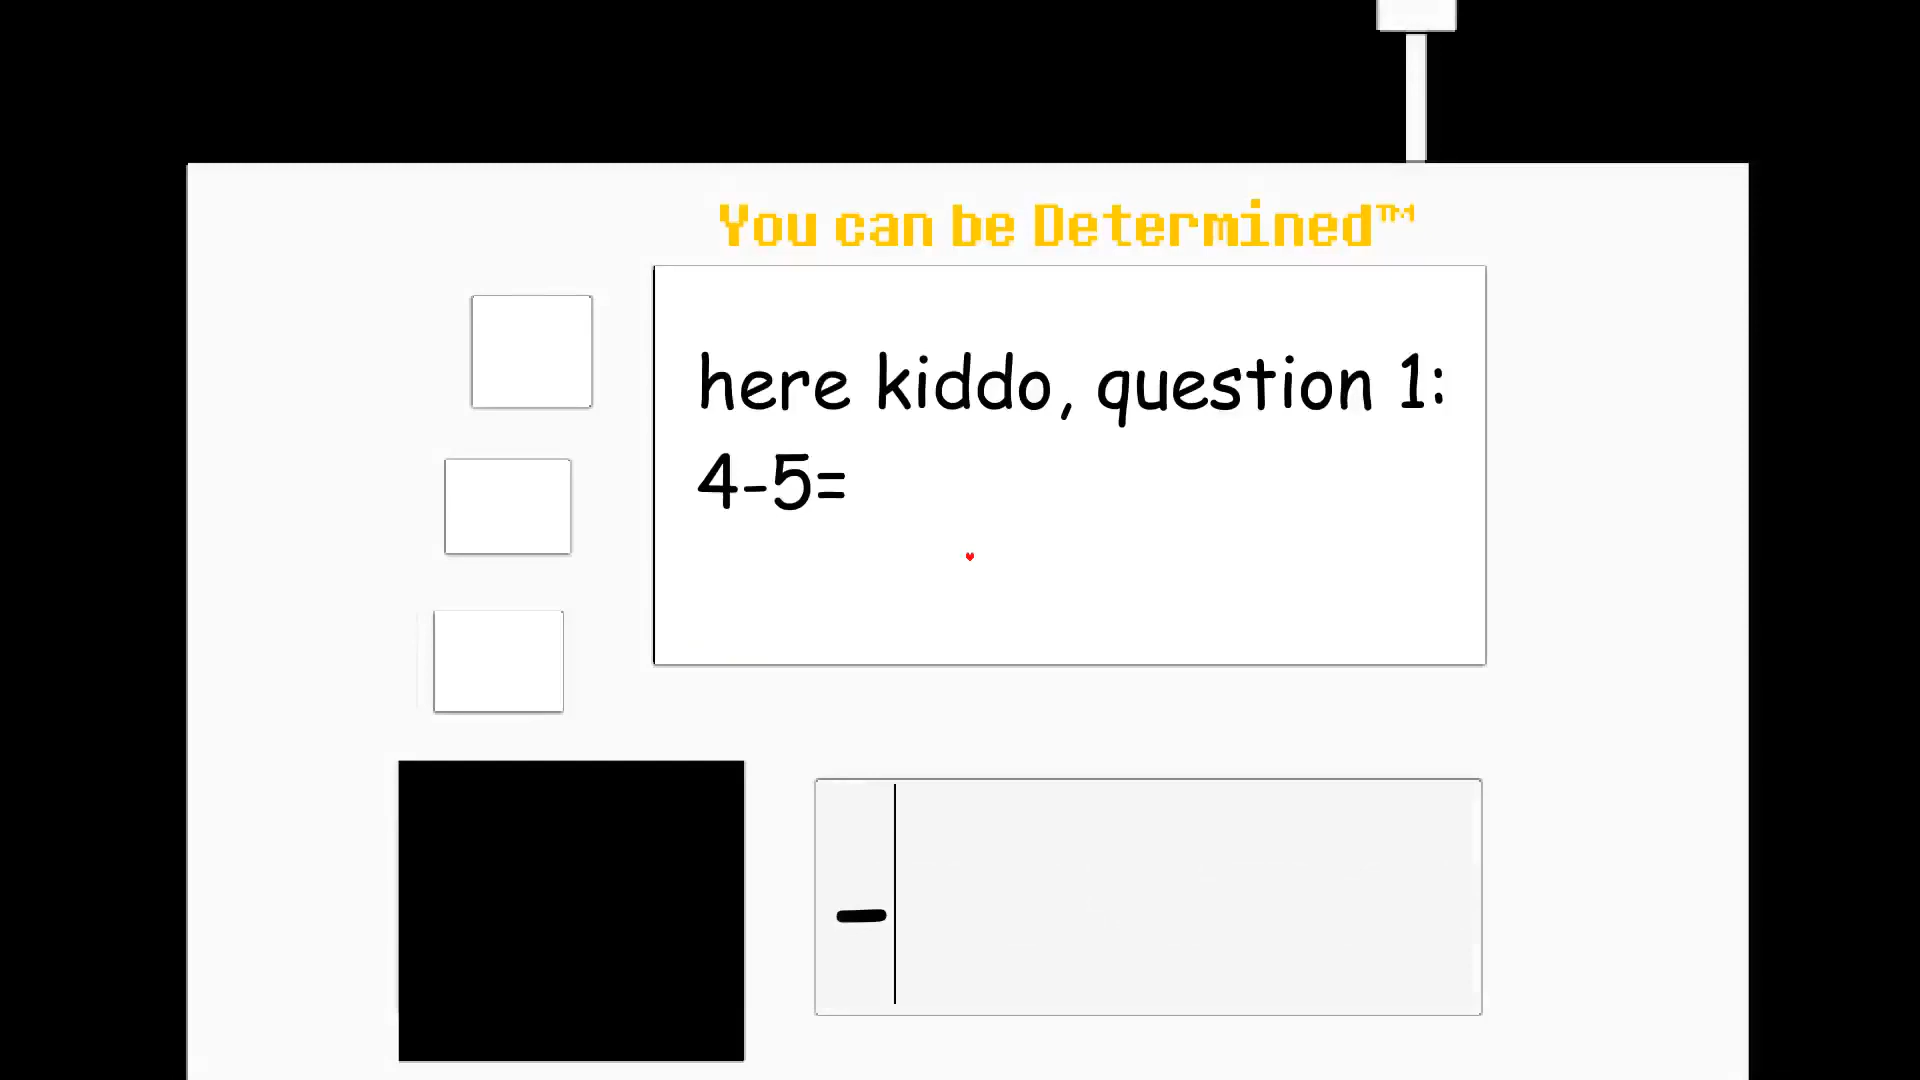 You can be Determined™
here kiddo, question 1:
4-5=
-